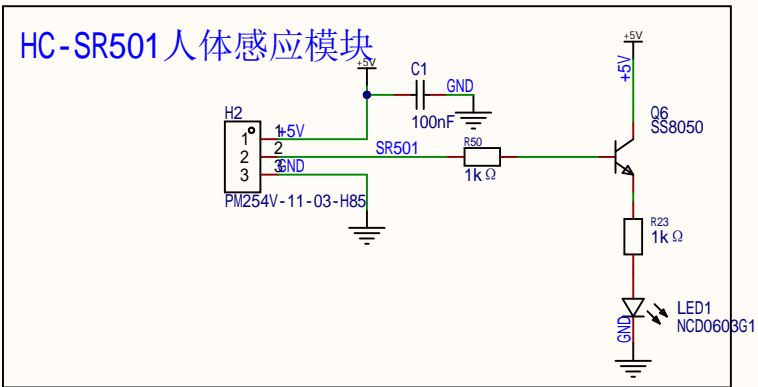 HC-SR501人体感应模块
+5V
+5V
+5V
C1
GND
100nF
H2
1
2
3
1
2
3
+5V
GND
SR501
R50
1kΩ
Q6
SS8050
PM254V-11-03-H85
R23
1kΩ
LED1
NCD0603G1
GND